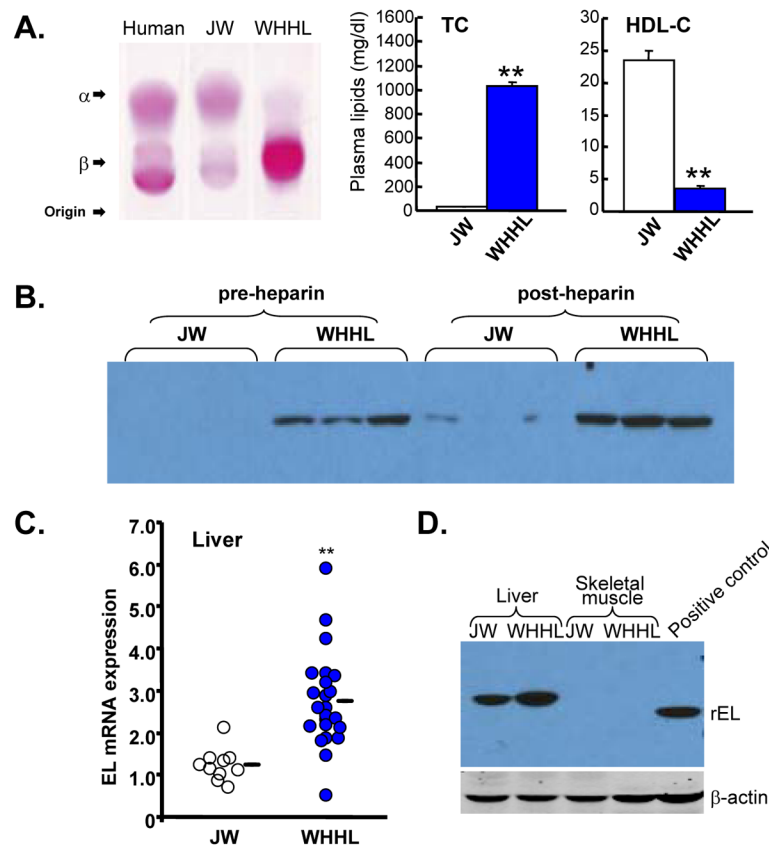 A.
Human JW WHHL
α
β
Origin
Plasma lipids (mg/dl)
1600
1400
1200
1000
800
600
400
200
0
TC
**
JW
WHHL
30
25
20
15
10
5
0
HDL-C
**
JW
WHHL
B.
pre-heparin post-heparin
JW WHHL JW WHHL
C.
EL mRNA expression
7.0
6.0
5.0
4.0
3.0
2.0
1.0
0
Liver
**
JW WHHL
D.
Liver
Skeletal
muscle
Positive control
JW WHHL JW WHHL
rEL
β-actin